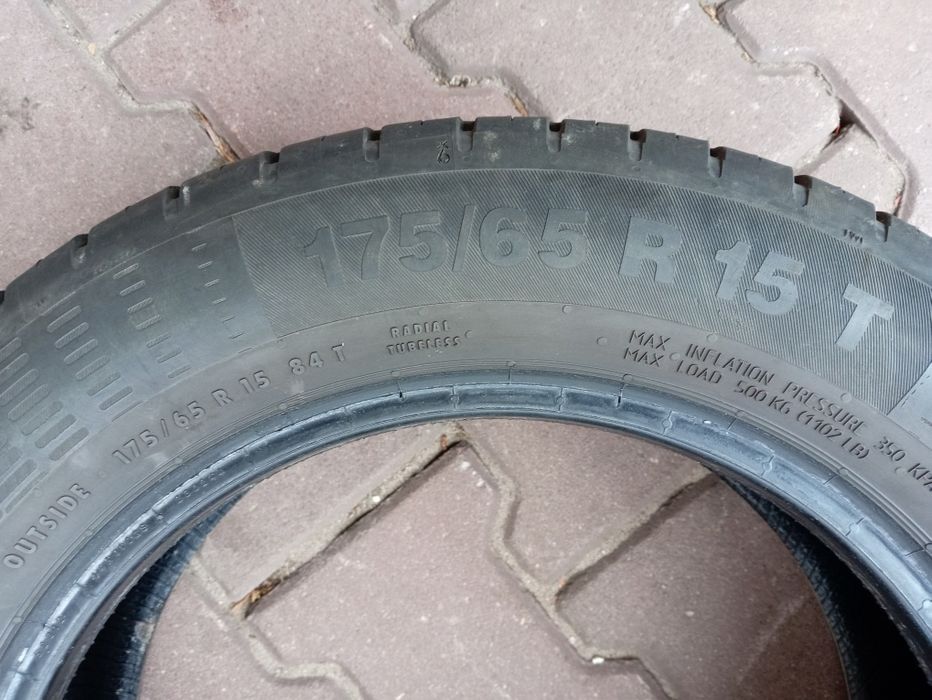 175/65 R 15 T
OUTSIDE 175/65 R 15 84 T
RADIAL
TUBELESS
MAX INFLATION PRESSURE 350 KPA
MAX LOAD 500 KG (1102 LB)